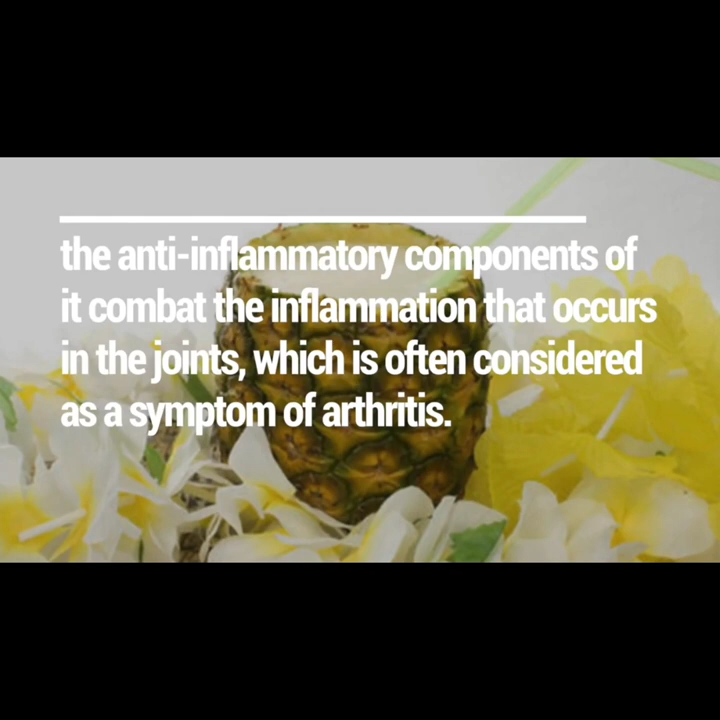 the anti-inflammatory components of
it combat the inflammation that occurs
in the joints, which is often considered
as a symptom of arthritis.